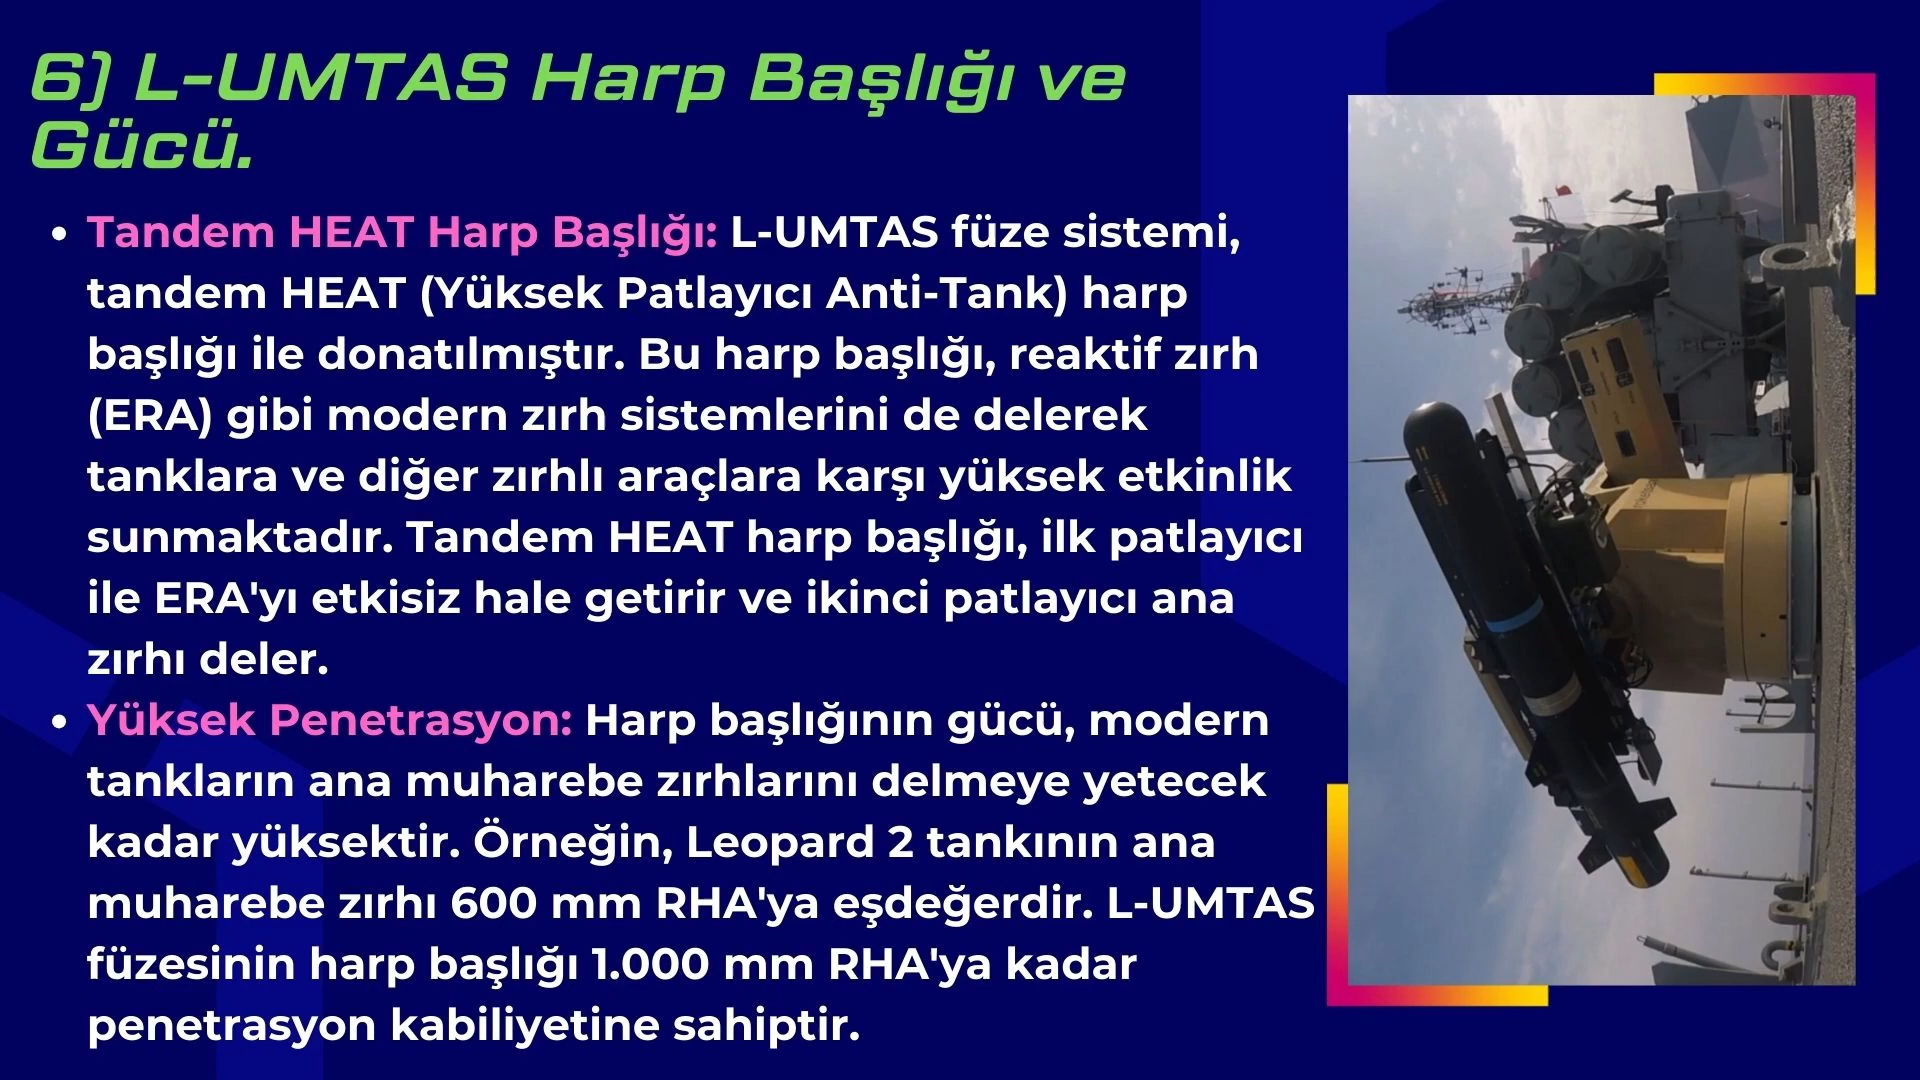 6) L-UMTAS Harp Başlığı ve
Gücü.
• Tandem HEAT Harp Başlığı: L-UMTAS füze sistemi,
tandem HEAT (Yüksek Patlayıcı Anti-Tank) harp
başlığı ile donatılmıştır. Bu harp başlığı, reaktif zırh
(ERA) gibi modern zırh sistemlerini de delerek
tanklara ve diğer zırhlı araçlara karşı yüksek etkinlik
sunmaktadır. Tandem HEAT harp başlığı, ilk patlayıcı
ile ERA'yı etkisiz hale getirir ve ikinci patlayıcı ana
zırhı deler.
• Yüksek Penetrasyon: Harp başlığının gücü, modern
tankların ana muharebe zırhlarını delmeye yetecek
kadar yüksektir. Örneğin, Leopard 2 tankının ana
muharebe zırhı 600 mm RHA'ya eşdeğerdir. L-UMTAS
füzesinin harp başlığı 1.000 mm RHA'ya kadar
penetrasyon kabiliyetine sahiptir.